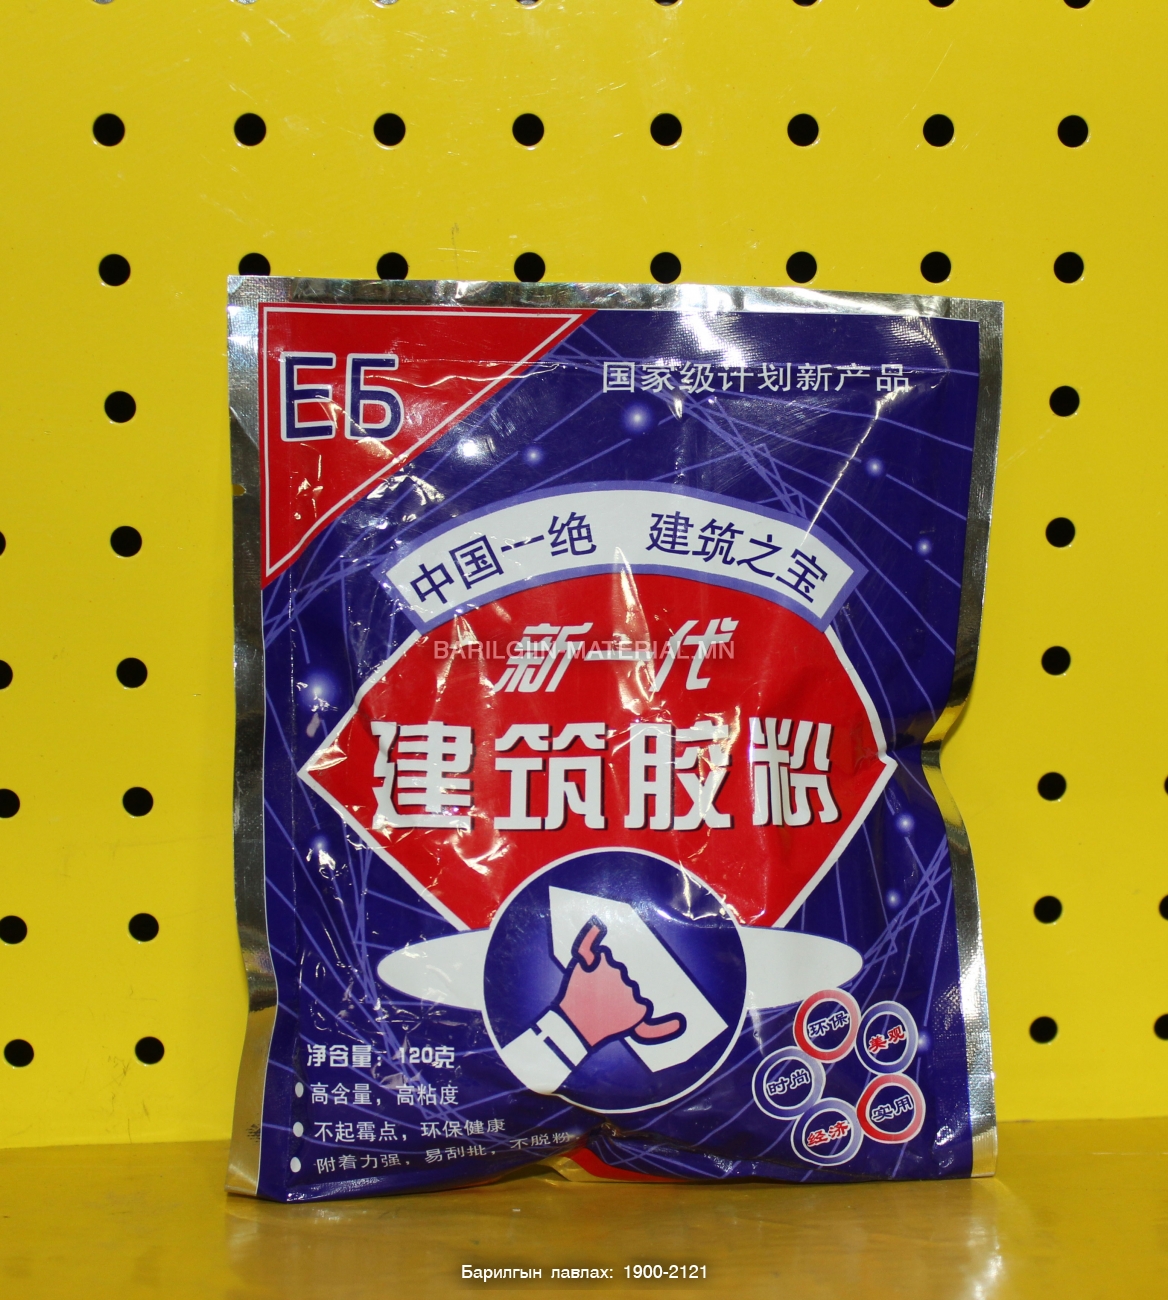 ЕБ
国家级计划新产品
中国一绝 建筑之宝
新一代
BARILGIIN MATERIAL.MN
建筑胶粉
净含量：120克
高含量，高粘度
不起霉点，环保健康
附着力强，易刮批，不脱粉
环保
美观
时尚
实用
经济
Барилгын лавлах: 1900-2121